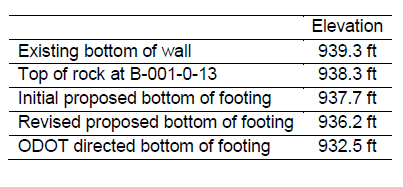 Elevation
Existing bottom of wall 939.3 ft
Top of rock at B-001-0-13 938.3 ft
Initial proposed bottom of footing 937.7 ft
Revised proposed bottom of footing 936.2 ft
ODOT directed bottom of footing 932.5 ft